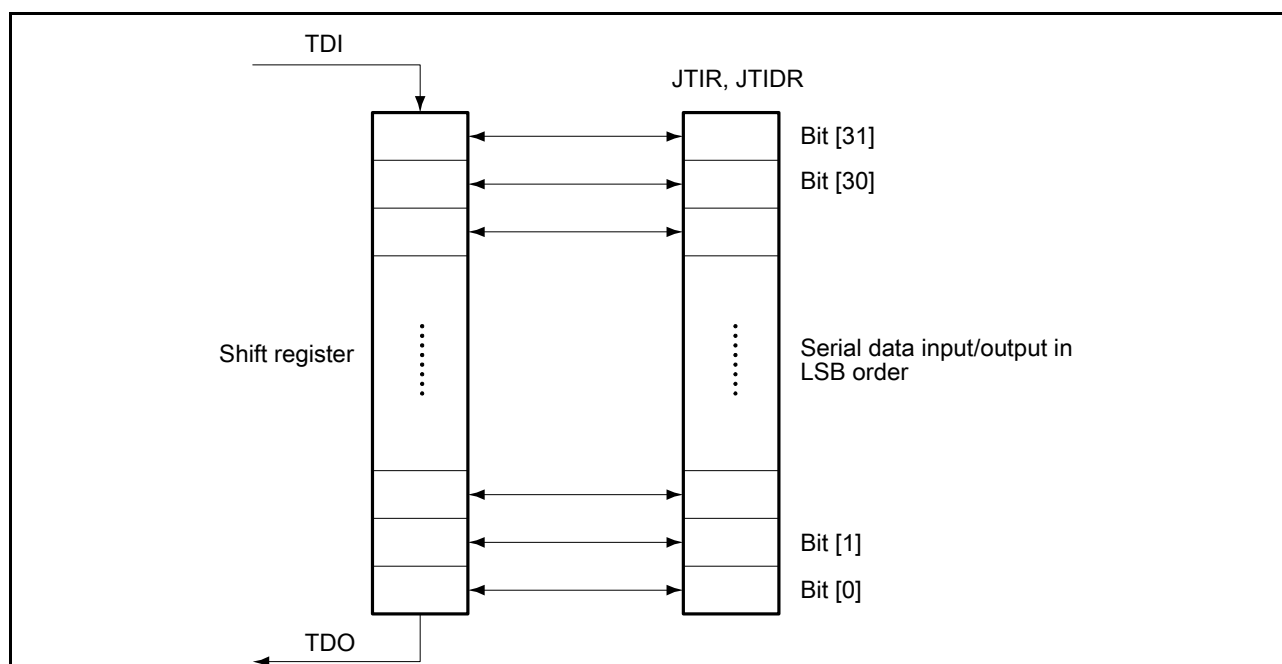 TDI
JTIR, JTIDR
Bit [31]
Bit [30]
Shift register
Serial data input/output in
LSB order
Bit [1]
Bit [0]
TDO